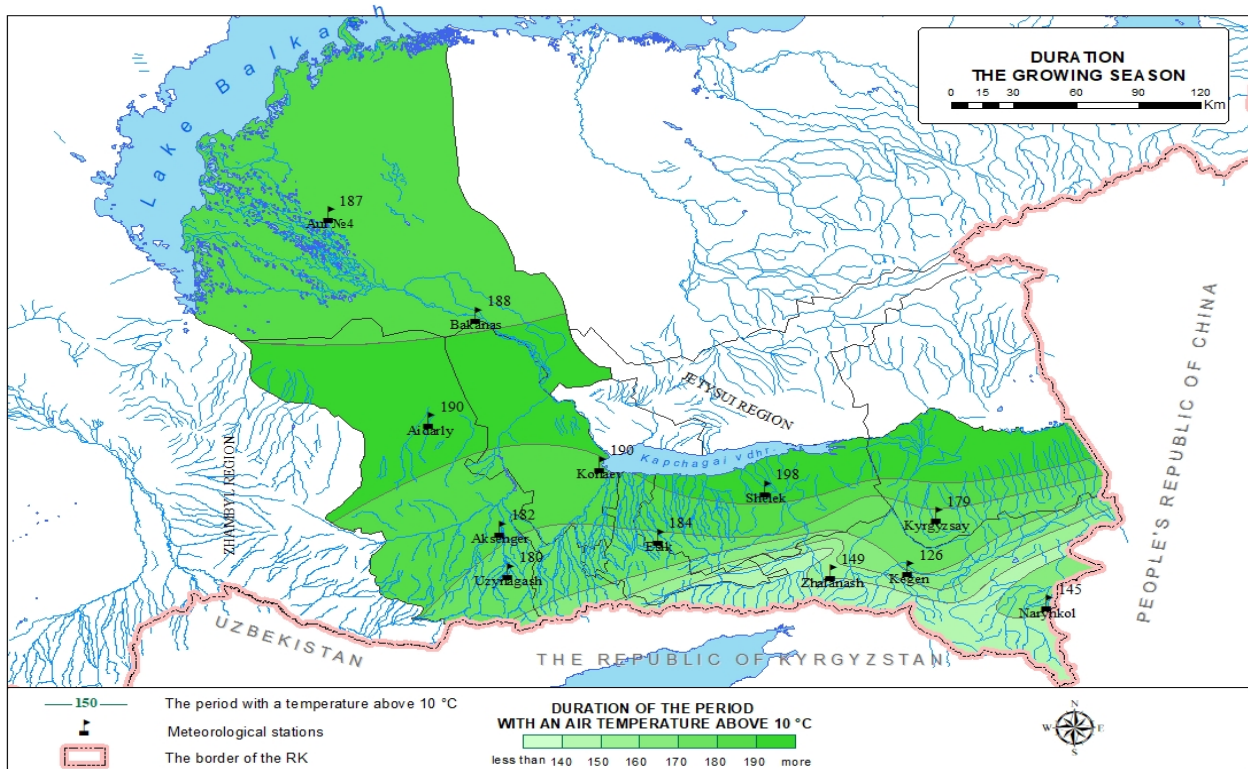 Lake Balkash
DURATION
THE GROWING SEASON
0 15 30 60 90 120
Km
187
Aul №4
188
Bakanas
190
Aidarly
190
Konaev
JETYSUI REGION
Kapchagai vdhr.
198
Shelek
ZHAMBYL REGION
182
Aksenger
184
Esik
179
Kyrgyzsay
180
Uzynagash
149
Zhalanash
126
Kegen
145
Narynkol
PEOPLE'S REPUBLIC OF CHINA
UZBEKISTAN
THE REPUBLIC OF KYRGYZSTAN
150
The period with a temperature above 10 °C
Meteorological stations
The border of the RK
DURATION OF THE PERIOD
WITH AN AIR TEMPERATURE ABOVE 10 °C
less than 140 150 160 170 180 190 more
N
W E
S